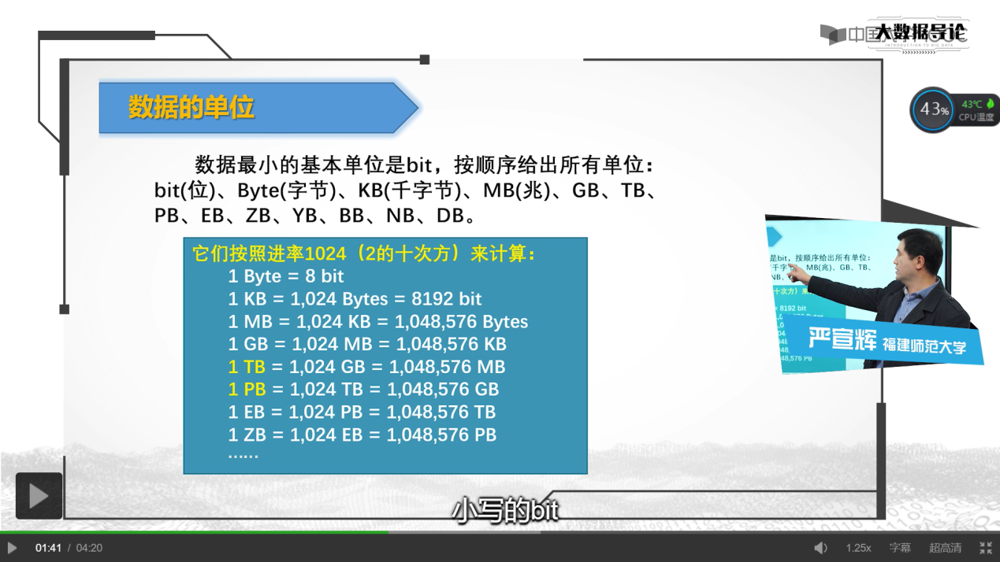 大数据导论
INTRODUCTION TO BIG DATA
数据的单位
43%
43℃
CPU温度
数据最小的基本单位是bit，按顺序给出所有单位：
bit(位)、Byte(字节)、KB(千字节)、MB(兆)、GB、TB、
PB、EB、ZB、YB、BB、NB、DB。
它们按照进率1024（2的十次方）来计算：
1 Byte = 8 bit
1 KB = 1,024 Bytes = 8192 bit
1 MB = 1,024 KB = 1,048,576 Bytes
1 GB = 1,024 MB = 1,048,576 KB
1 TB = 1,024 GB = 1,048,576 MB
1 PB = 1,024 TB = 1,048,576 GB
1 EB = 1,024 PB = 1,048,576 TB
1 ZB = 1,024 EB = 1,048,576 PB
……
是bit，按顺序给出所有单位：
MB(兆)、GB、TB、
NB、
十次方）来
= 8192 bit
严宣辉 福建师范大学
48,576 PB
小写的bit
01:41 / 04:20
1.25x 字幕 超高清